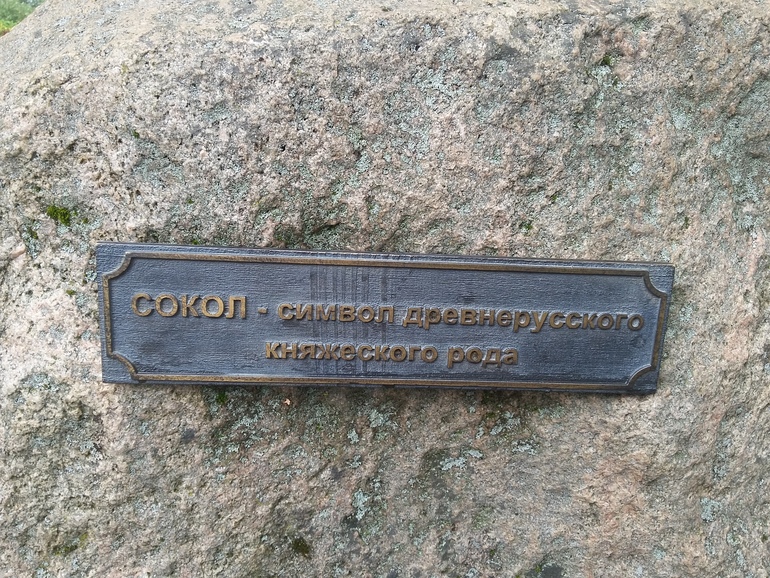 СОКОЛ - символ древнерусского
княжеского рода